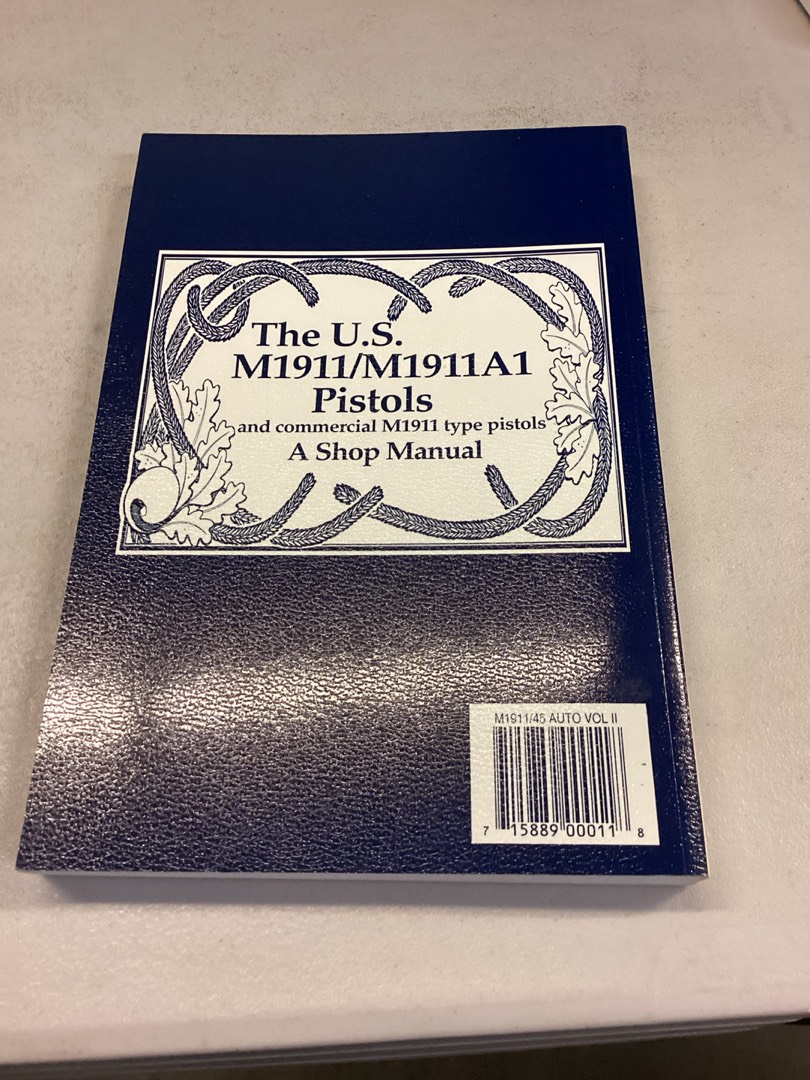 The U.S.
M1911/M1911A1
Pistols
and commercial M1911 type pistols
A Shop Manual
M1911/45 AUTO VOL II
7 15889 00011 8